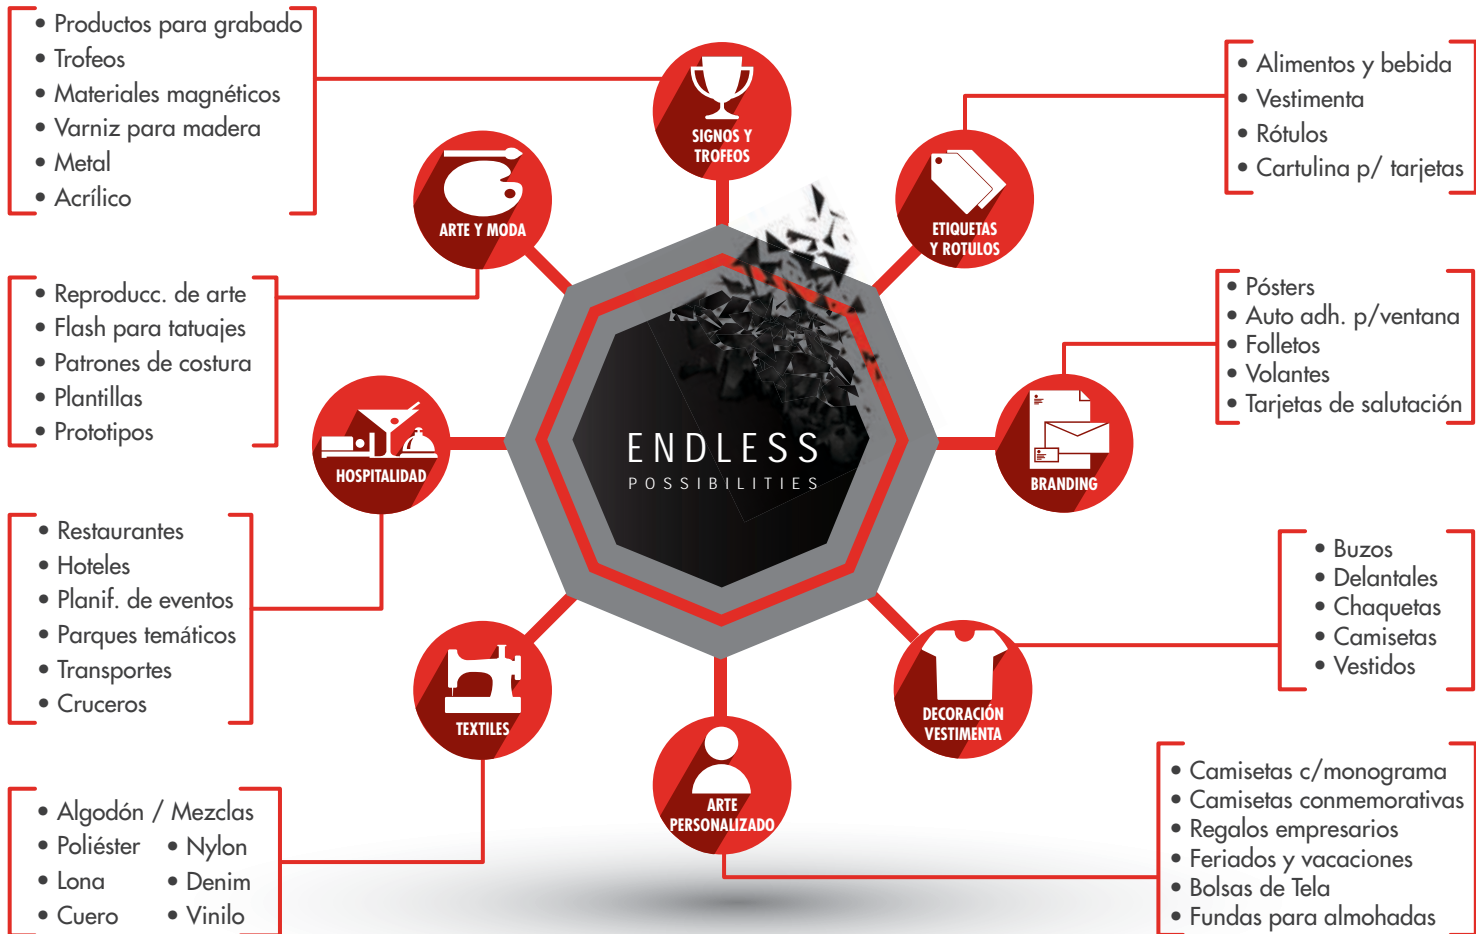 • Productos para grabado
• Trofeos
• Materiales magnéticos
• Varniz para madera
• Metal
• Acrílico
SIGNOS Y
TROFEOS
• Alimentos y bebida
• Vestimenta
• Rótulos
• Cartulina p/ tarjetas
ARTE Y MODA
ETIQUETAS
Y ROTULOS
• Reproducc. de arte
• Flash para tatuajes
• Patrones de costura
• Plantillas
• Prototipos
• Pósters
• Auto adh. p/ventana
• Folletos
• Volantes
• Tarjetas de salutación
HOSPITALIDAD
ENDLESS
POSSIBILITIES
BRANDING
• Restaurantes
• Hoteles
• Planif. de eventos
• Parques temáticos
• Transportes
• Cruceros
• Buzos
• Delantales
• Chaquetas
• Camisetas
• Vestidos
TEXTILES
DECORACIÓN
VESTIMENTA
ARTE
PERSONALIZADO
• Algodón / Mezclas
• Poliéster • Nylon
• Lona • Denim
• Cuero • Vinilo
• Camisetas c/monograma
• Camisetas conmemorativas
• Regalos empresarios
• Feriados y vacaciones
• Bolsas de Tela
• Fundas para almohadas